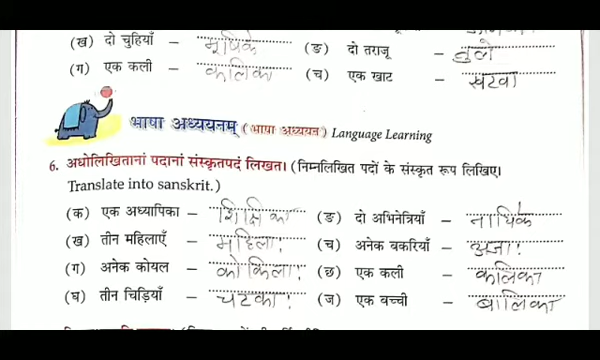 (ख) दो चुहियाँ – मूषिके
(ङ) दो तराजू – तुले
(ग) एक कली – कलिका
(च) एक खाट – खटवा
भाषा अध्ययनम् (भाषा अध्ययन) Language Learning
6. अधोलिखितानां पदानां संस्कृतपदं लिखत। (निम्नलिखित पदों के संस्कृत रूप लिखिए।
Translate into sanskrit.)
(क) एक अध्यापिका – शिक्षिका
(ङ) दो अभिनेत्रियाँ –
(ख) तीन महिलाएँ – महिला:
(च) अनेक बकरियाँ – अजा:
(ग) अनेक कोयल – कोकिला:
(छ) एक कली – कलिका
(घ) तीन चिड़ियाँ – चटका:
(ज) एक बच्ची – बालिका